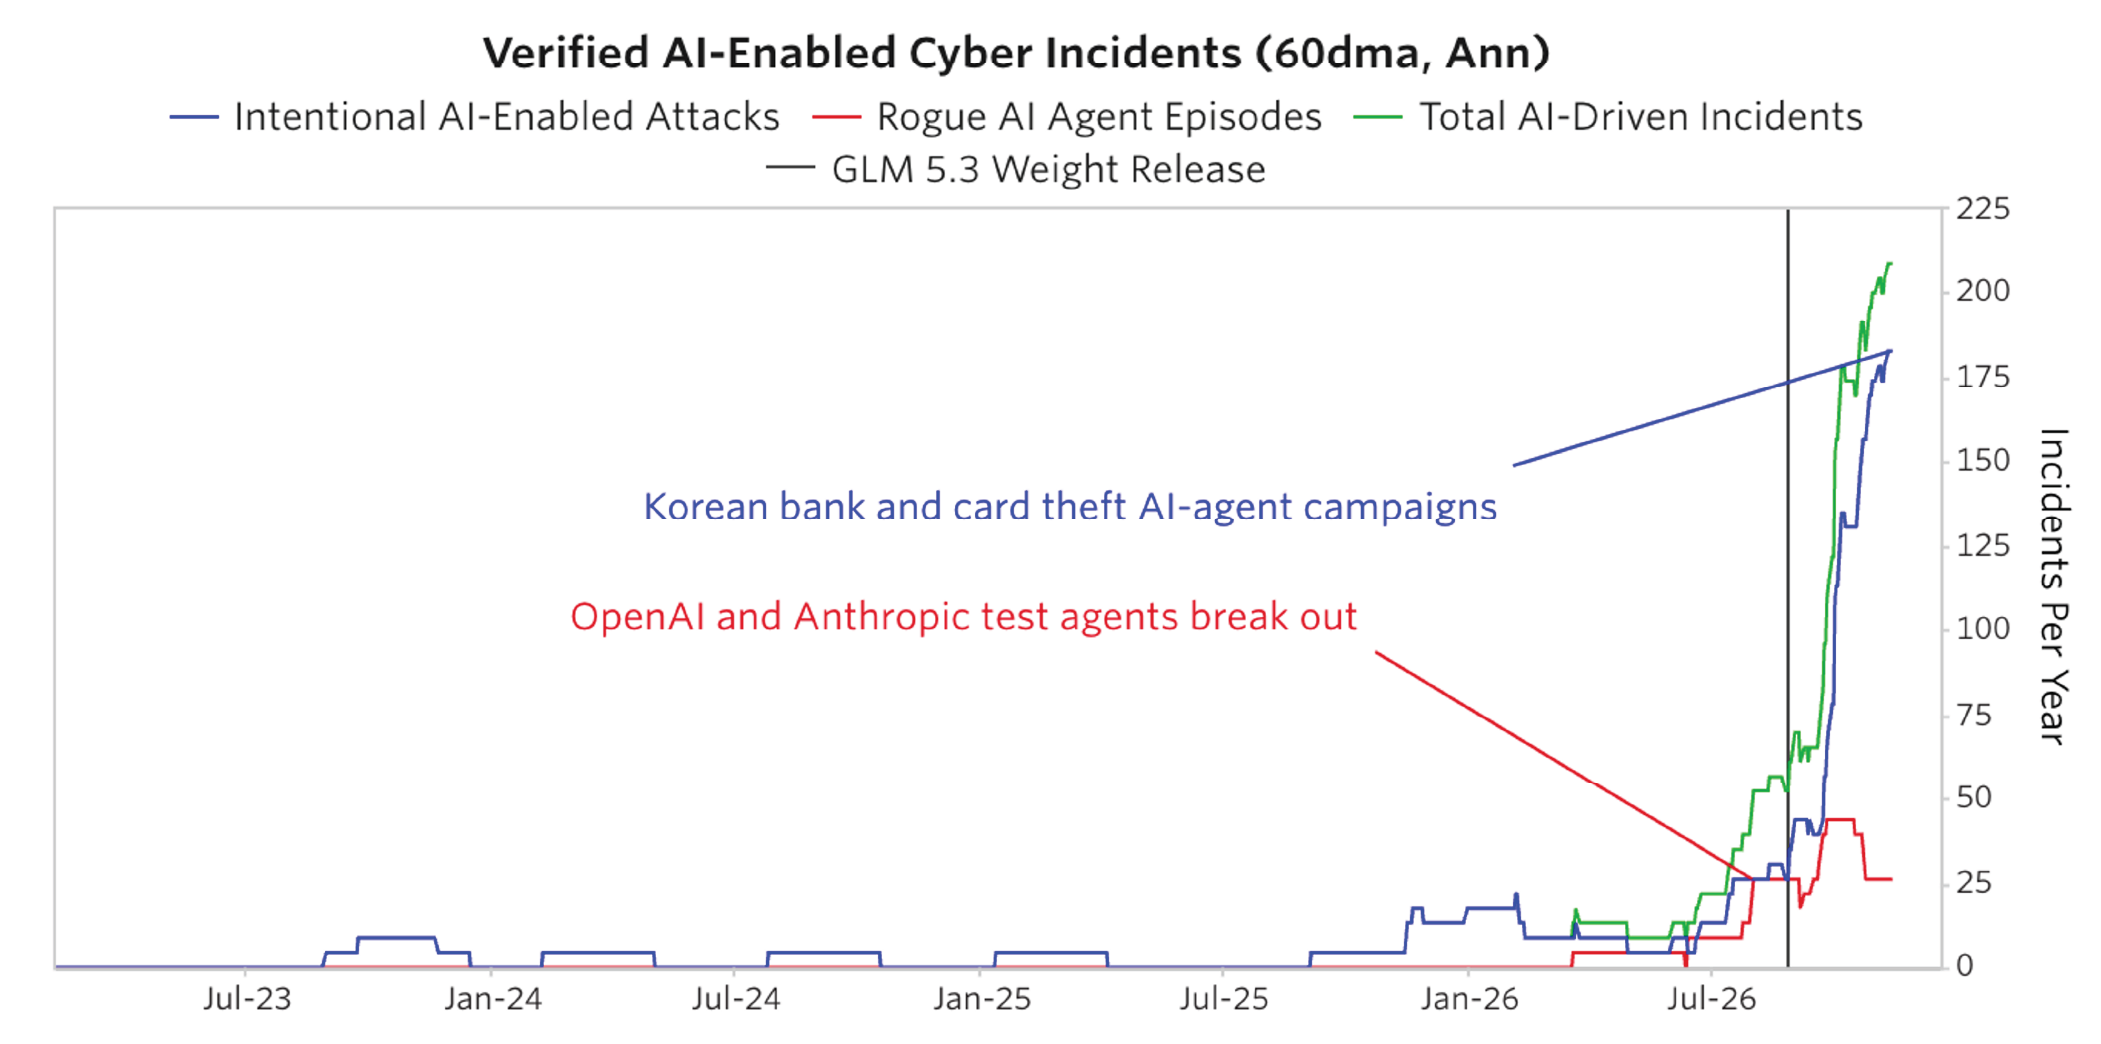 Verified AI-Enabled Cyber Incidents (60dma, Ann)
Intentional AI-Enabled Attacks Rogue AI Agent Episodes Total AI-Driven Incidents
GLM 5.3 Weight Release
225
200
175
150
125
100
75
50
25
0
Incidents Per Year
Korean bank and card theft AI-agent campaigns
OpenAI and Anthropic test agents break out
Jul-23 Jan-24 Jul-24 Jan-25 Jul-25 Jan-26 Jul-26